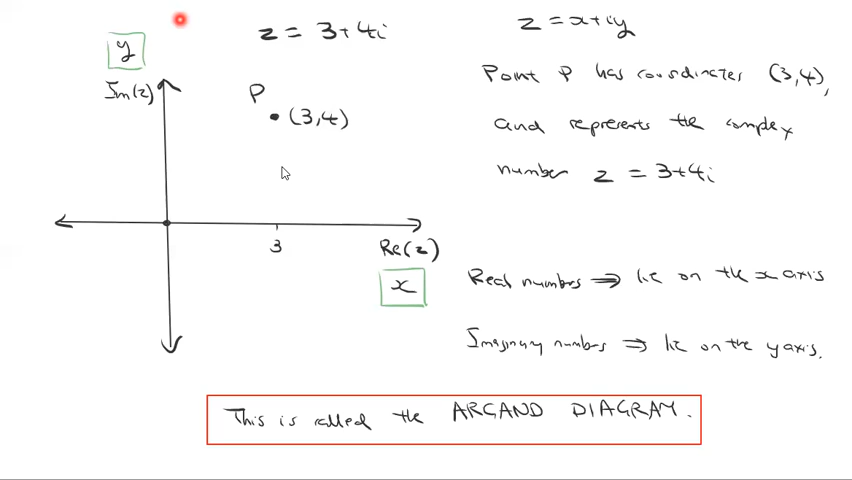 z = 3+4i
z = x+iy
y
Im(z)
P
(3,4)
Point P has coordinates (3,4),
and represents the complex
number z = 3+4i
3
Re(z)
x
Real numbers ⇒ lie on the x axis
Imaginary numbers ⇒ lie on the y axis.
This is called the ARGAND DIAGRAM.